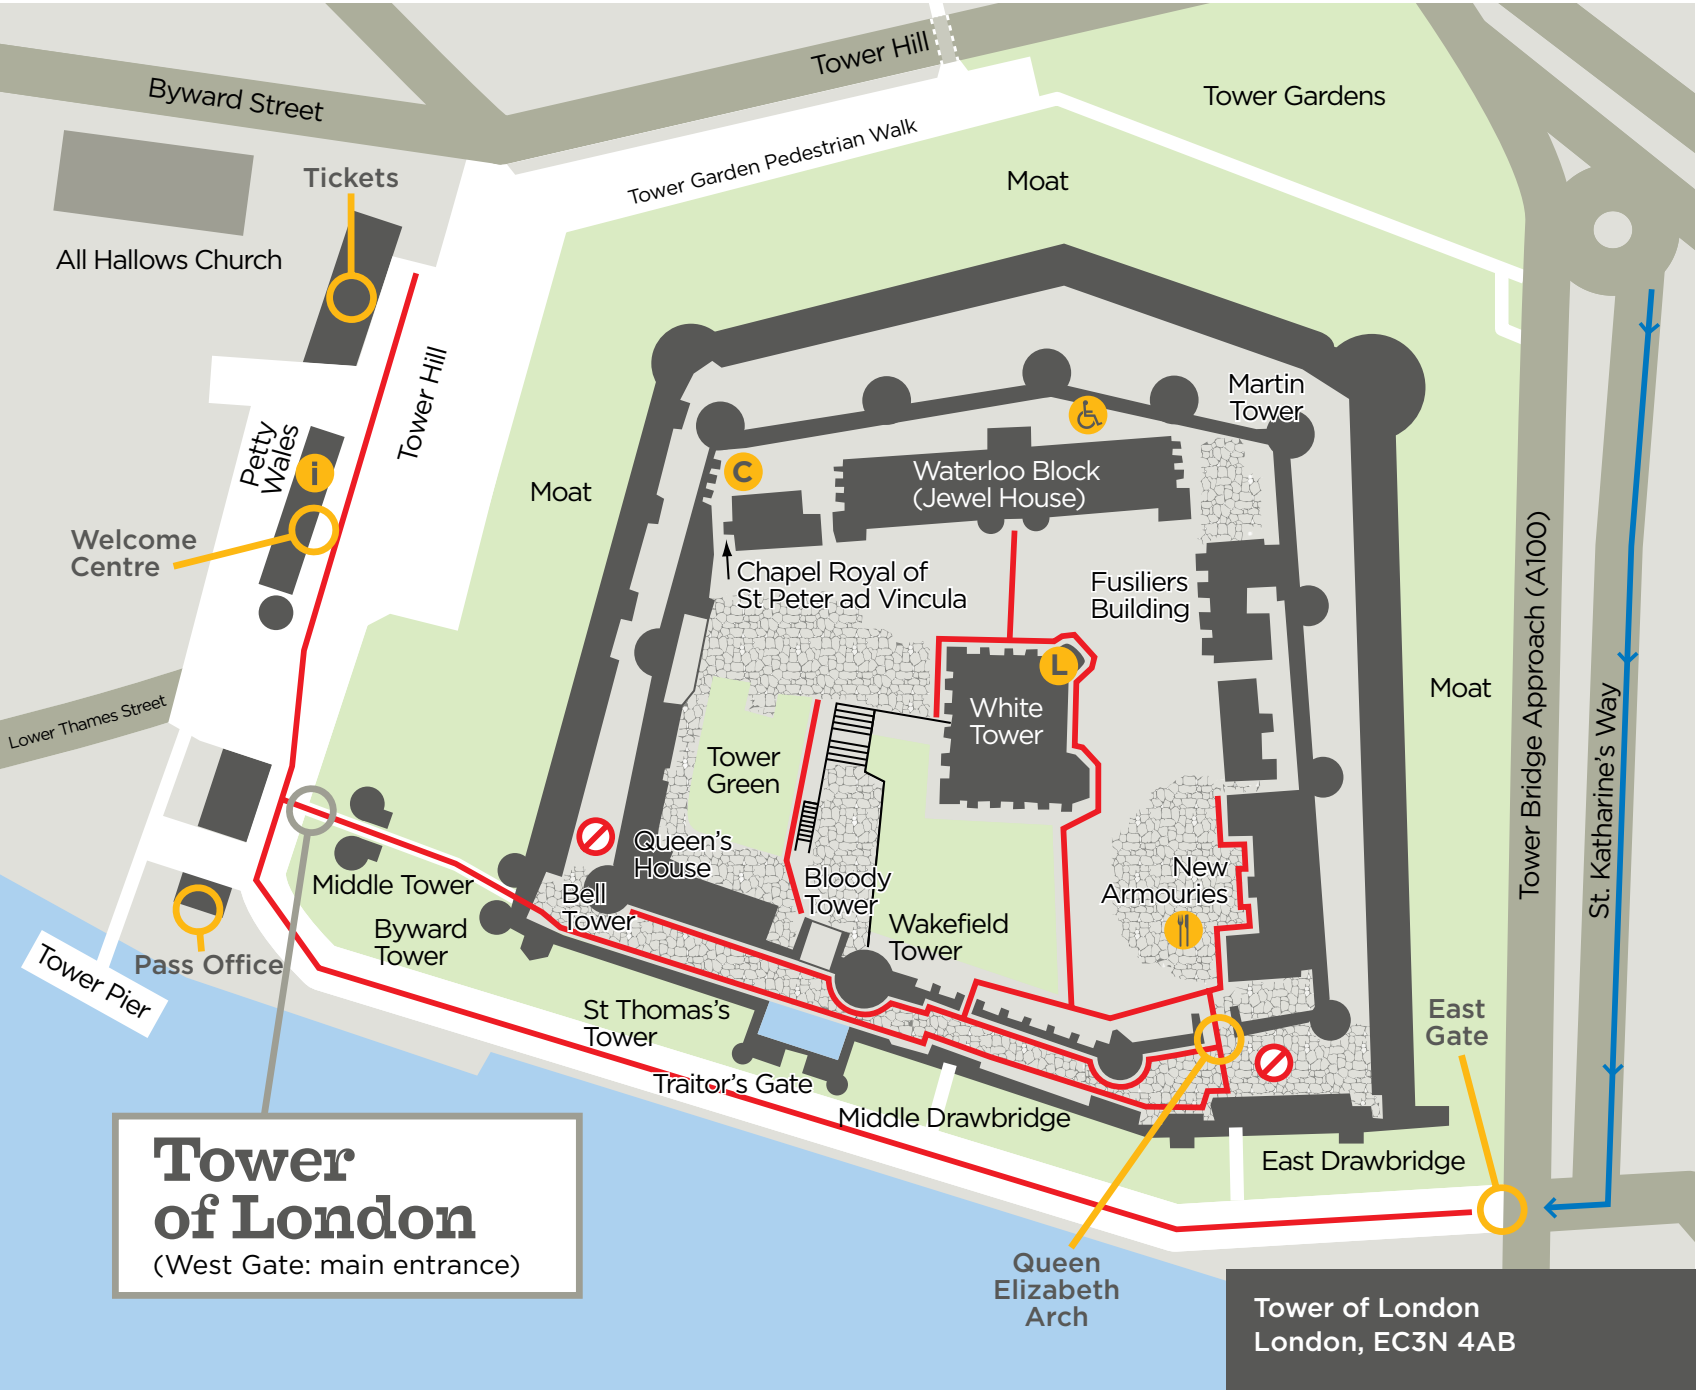 Tower Hill
Byward Street
Tower Gardens
Tower Garden Pedestrian Walk
Tickets
Moat
All Hallows Church
Tower Hill
Martin
Tower
Petty
Wales
i
Moat
C
Waterloo Block
(Jewel House)
Welcome
Centre
Chapel Royal of
St Peter ad Vincula
Fusiliers
Building
Tower Bridge Approach (A100)
St. Katharine's Way
L
Moat
White
Tower
Lower Thames Street
Tower
Green
Queen's
House
Middle Tower
Bell
Tower
Bloody
Tower
New
Armouries
Byward
Tower
Wakefield
Tower
Pass Office
Tower Pier
St Thomas's
Tower
East
Gate
Traitor's Gate
Middle Drawbridge
East Drawbridge
Tower
of London
(West Gate: main entrance)
Queen
Elizabeth
Arch
Tower of London
London, EC3N 4AB